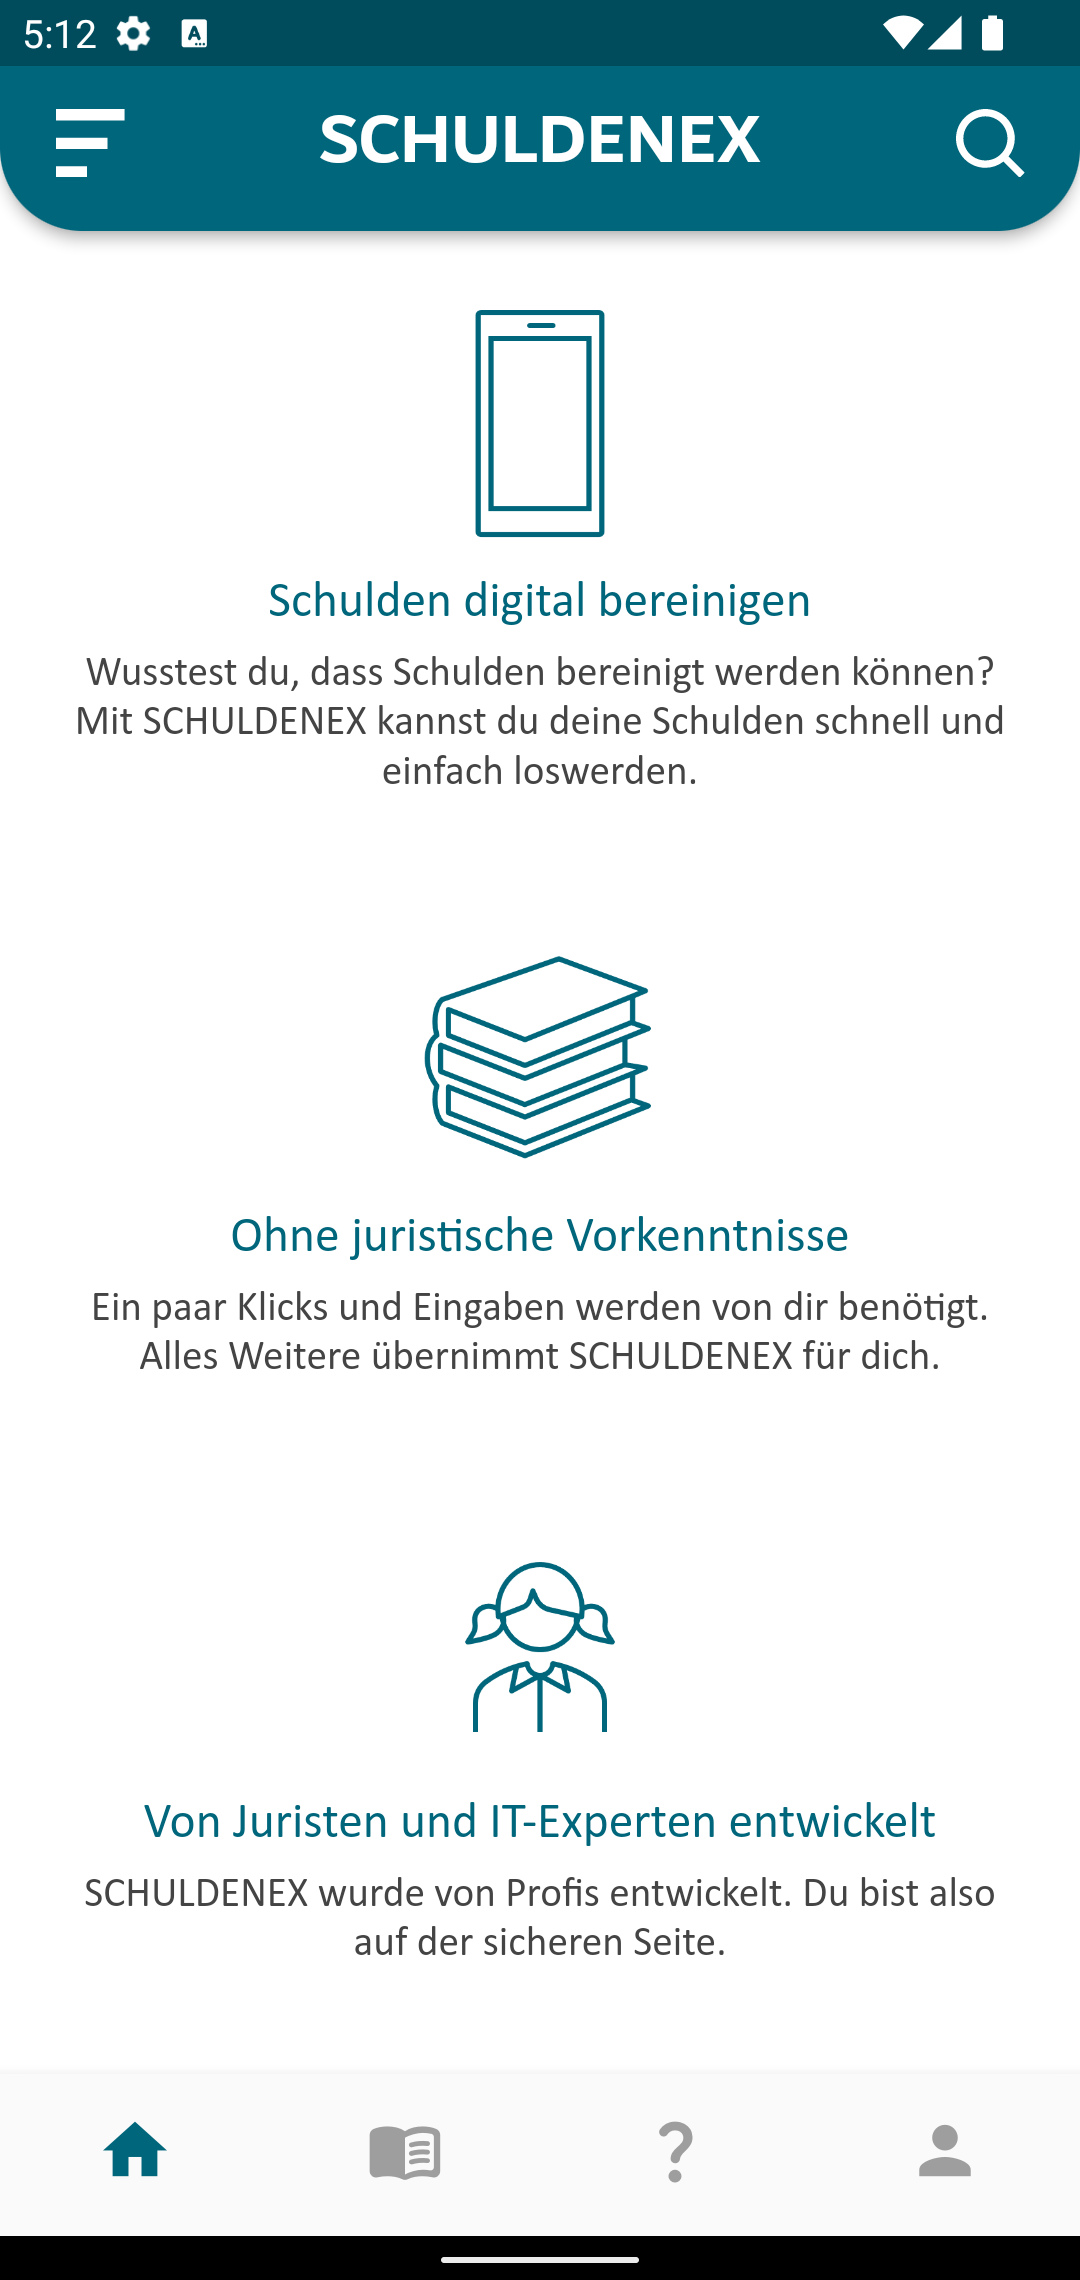 5:12
SCHULDENEX
Schulden digital bereinigen
Wusstest du, dass Schulden bereinigt werden können?
Mit SCHULDENEX kannst du deine Schulden schnell und
einfach loswerden.
Ohne juristische Vorkenntnisse
Ein paar Klicks und Eingaben werden von dir benötigt.
Alles Weitere übernimmt SCHULDENEX für dich.
Von Juristen und IT-Experten entwickelt
SCHULDENEX wurde von Profis entwickelt. Du bist also
auf der sicheren Seite.